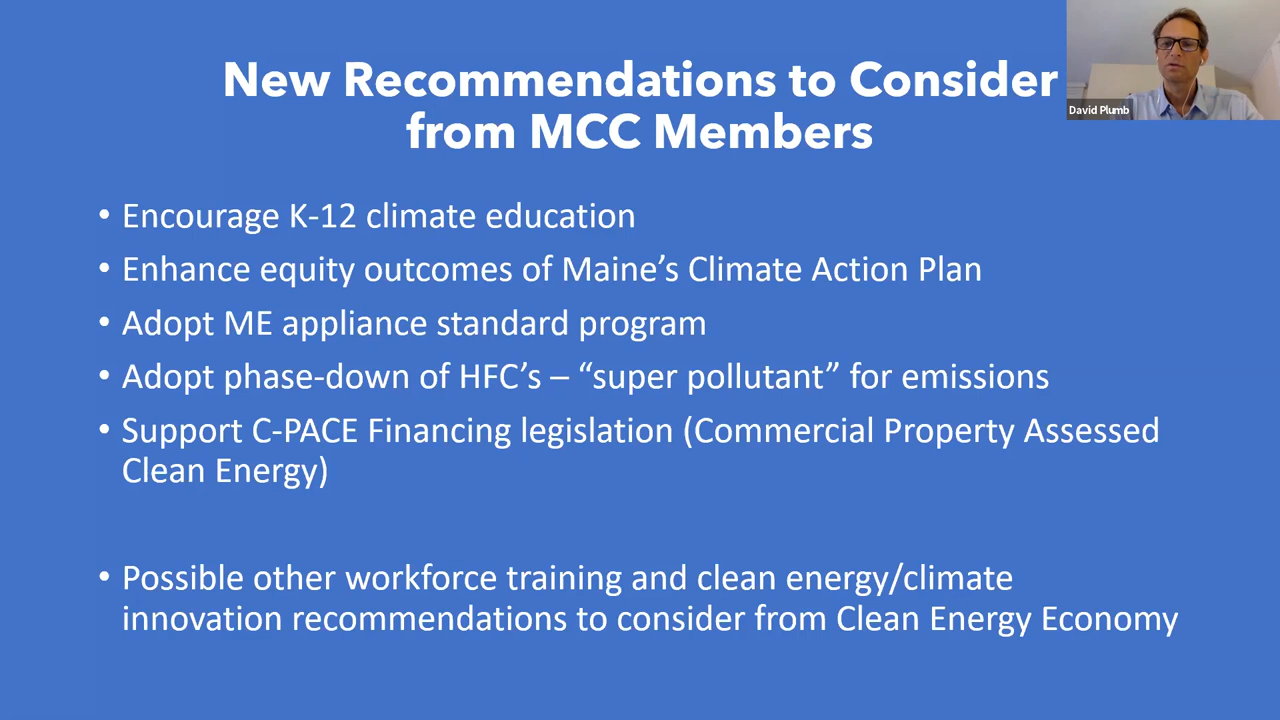 New Recommendations to Consider
from MCC Members
David Plumb
• Encourage K-12 climate education
• Enhance equity outcomes of Maine’s Climate Action Plan
• Adopt ME appliance standard program
• Adopt phase-down of HFC’s – “super pollutant” for emissions
• Support C-PACE Financing legislation (Commercial Property Assessed
Clean Energy)
• Possible other workforce training and clean energy/climate
innovation recommendations to consider from Clean Energy Economy